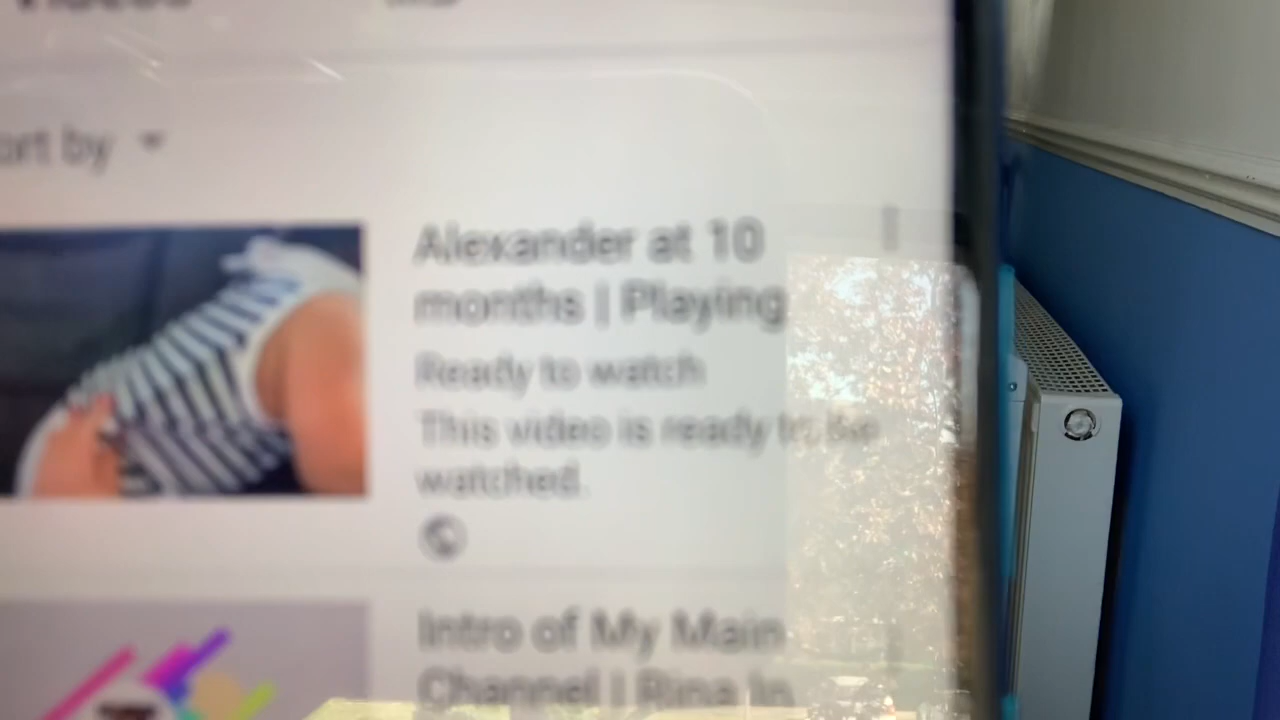 Videos
ort by
Alexander at 10
months | Playing
Ready to watch
This video is ready to be
watched.
Intro of My Main
Channel | Rina In